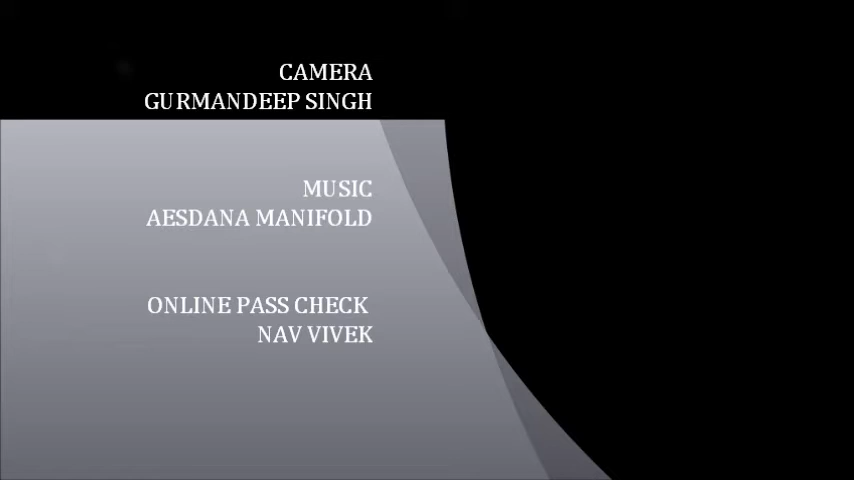 CAMERA
GURMANDEEP SINGH
MUSIC
AESDANA MANIFOLD
ONLINE PASS CHECK
NAV VIVEK